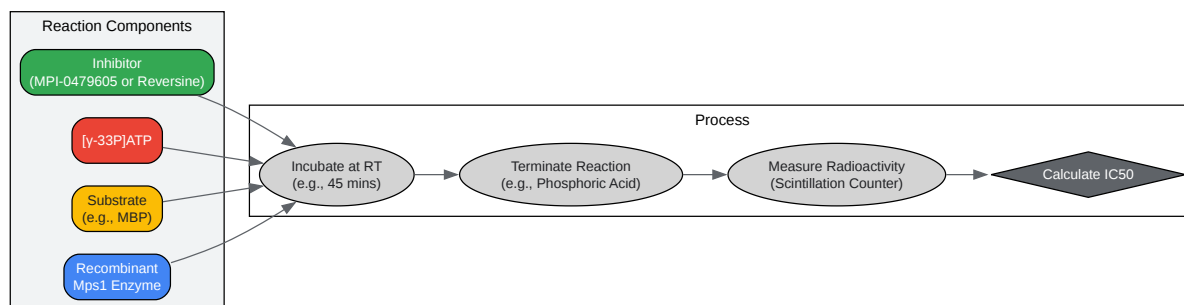 Reaction Components
Inhibitor
(MPI-0479605 or Reversine)
[γ-33P]ATP
Substrate
(e.g., MBP)
Recombinant
Mps1 Enzyme
Process
Incubate at RT
(e.g., 45 mins)
Terminate Reaction
(e.g., Phosphoric Acid)
Measure Radioactivity
(Scintillation Counter)
Calculate IC50